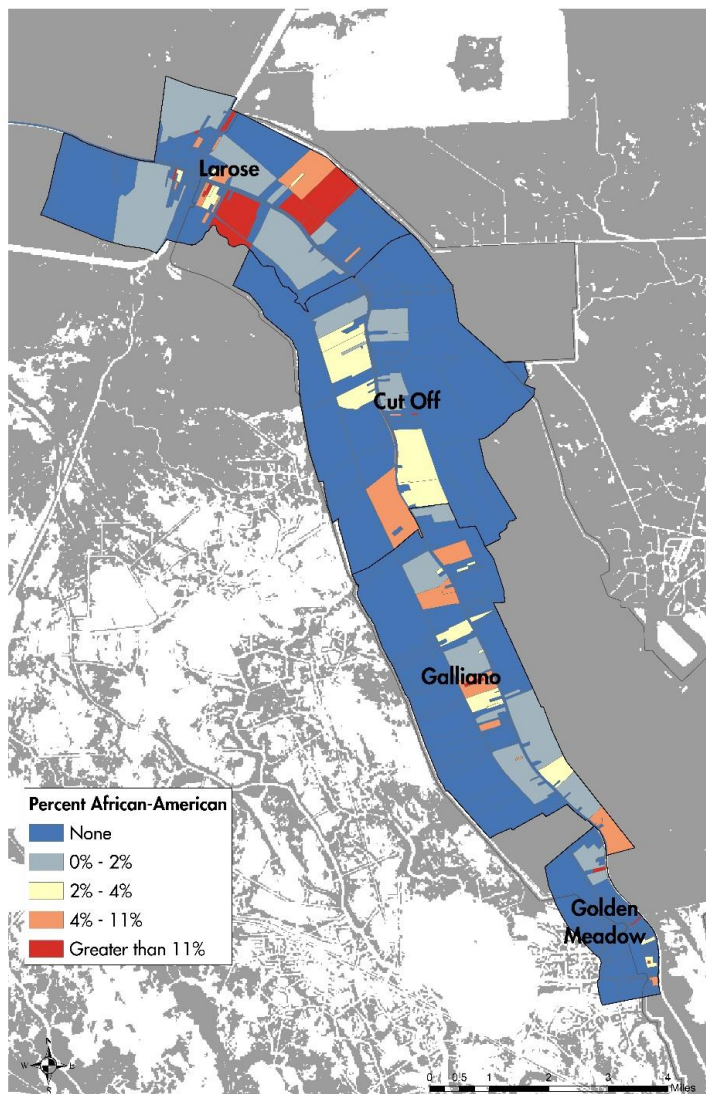 Larose
Cut Off
Galliano
Percent African-American
None
0% - 2%
2% - 4%
4% - 11%
Greater than 11%
Golden
Meadow
N
W E
S
0 0.5 1 2 3 4
Miles